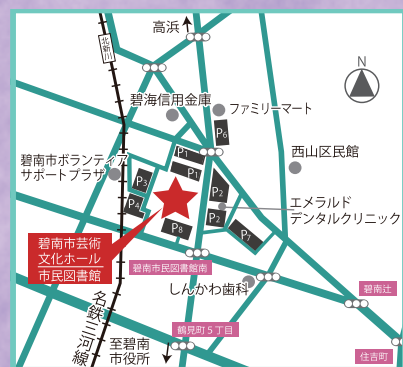 高浜
北新川
N
碧海信用金庫
ファミリーマート
P6
碧南市ボランティア
サポートプラザ
P1
P1
西山区民館
P3
P2
P4
エメラルド
デンタルクリニック
P2
P8
P7
碧南市芸術
文化ホール
市民図書館
碧南市民図書館南
しんかわ歯科
碧南辻
名鉄三河線
鶴見町5丁目
至碧南
市役所
住吉町